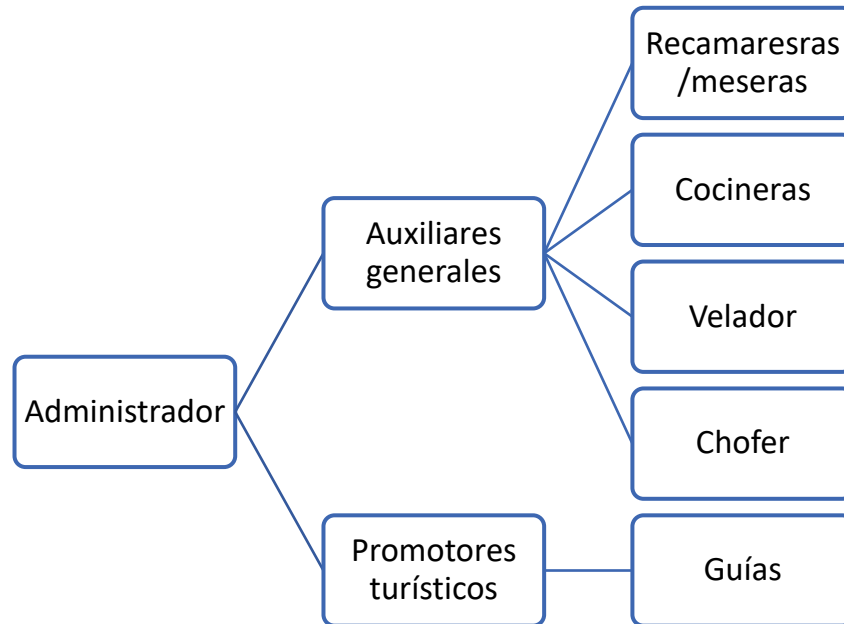 Recamaresras
/meseras
Cocineras
Auxiliares
generales
Velador
Administrador
Chofer
Promotores
turísticos
Guías